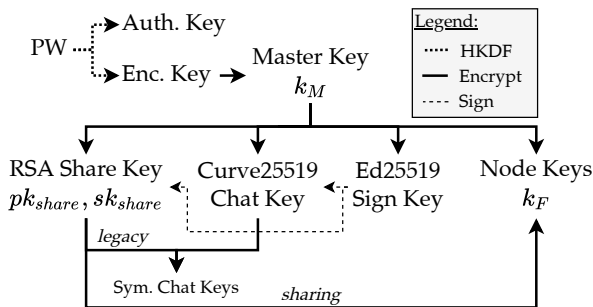 PW
Auth. Key
Enc. Key
Master Key
k_M
Legend:
HKDF
Encrypt
Sign
RSA Share Key
pk_share, sk_share
Curve25519
Chat Key
Ed25519
Sign Key
Node Keys
k_F
legacy
Sym. Chat Keys
sharing